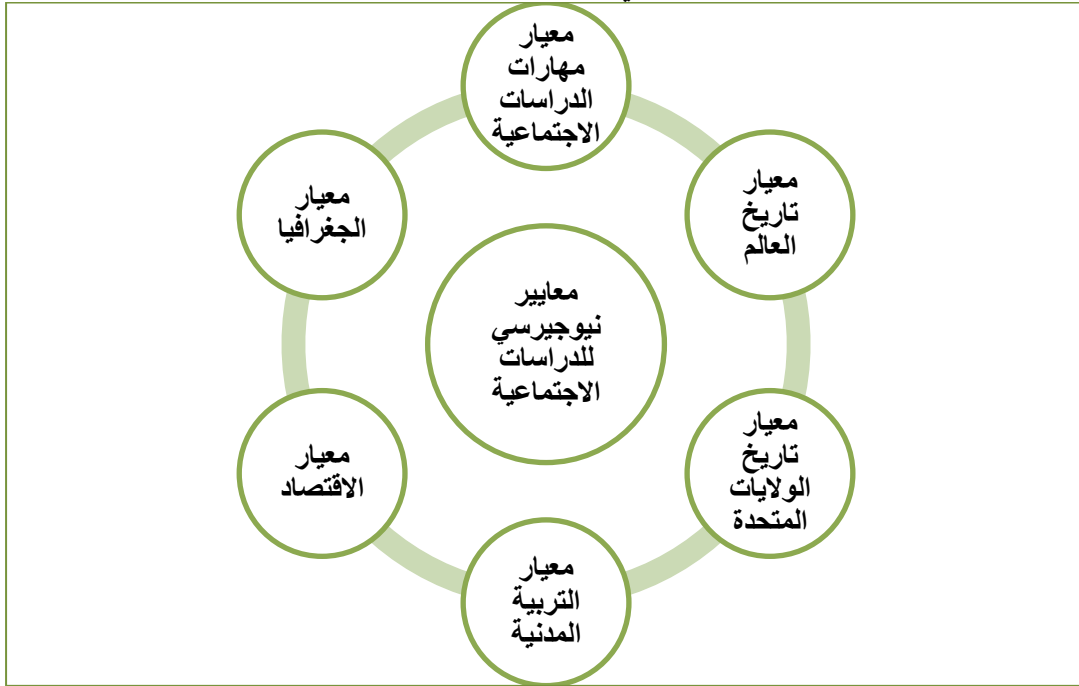 معيار
مهارات
الدراسات
الاجتماعية
معيار
تاريخ
العالم
معيار
تاريخ
الولايات
المتحدة
معيار
التربية
المدنية
معيار
الاقتصاد
معيار
الجغرافيا
معايير
نيوجيرسي
للدراسات
الاجتماعية